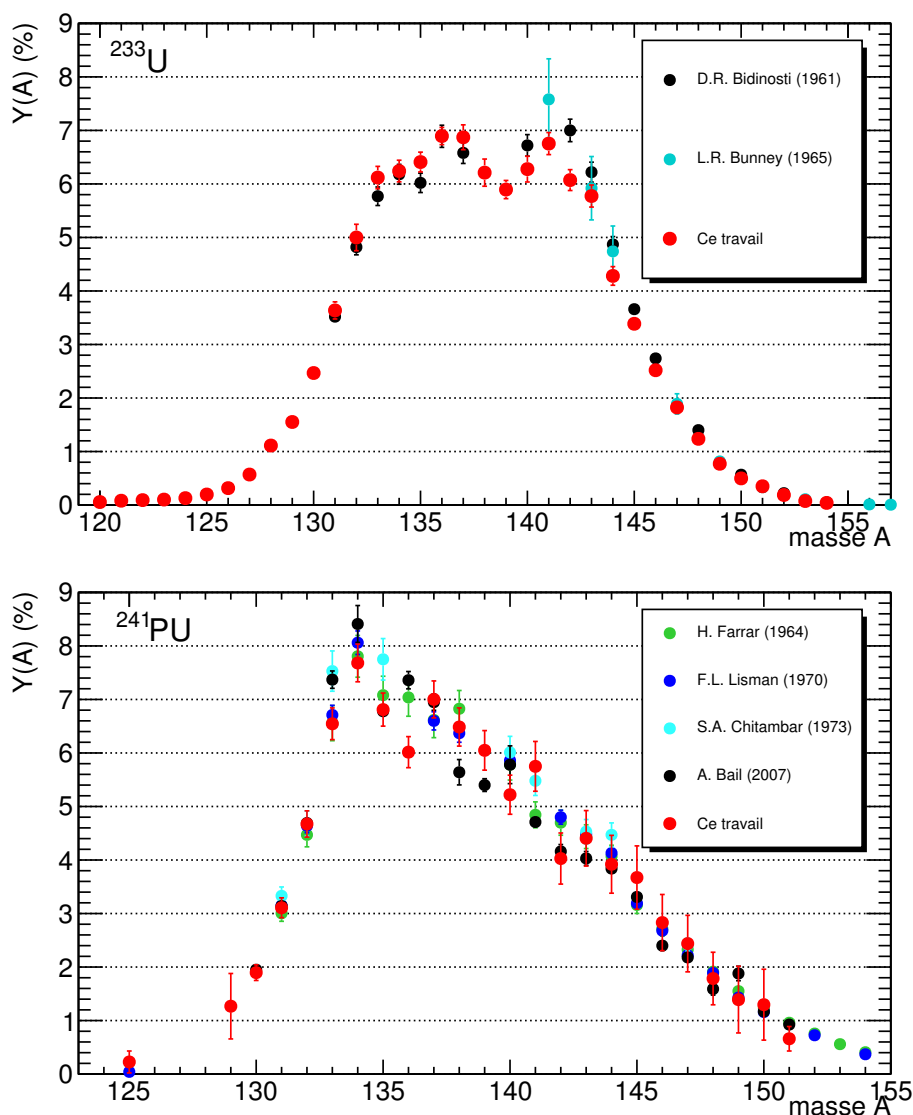 Y(A) (%)
9
8
7
6
5
4
3
2
1
0
²³³U
D.R. Bidinosti (1961)
L.R. Bunney (1965)
Ce travail
120 125 130 135 140 145 150 155
masse A
Y(A) (%)
9
8
7
6
5
4
3
2
1
0
²⁴¹PU
H. Farrar (1964)
F.L. Lisman (1970)
S.A. Chitambar (1973)
A. Bail (2007)
Ce travail
125 130 135 140 145 150 155
masse A